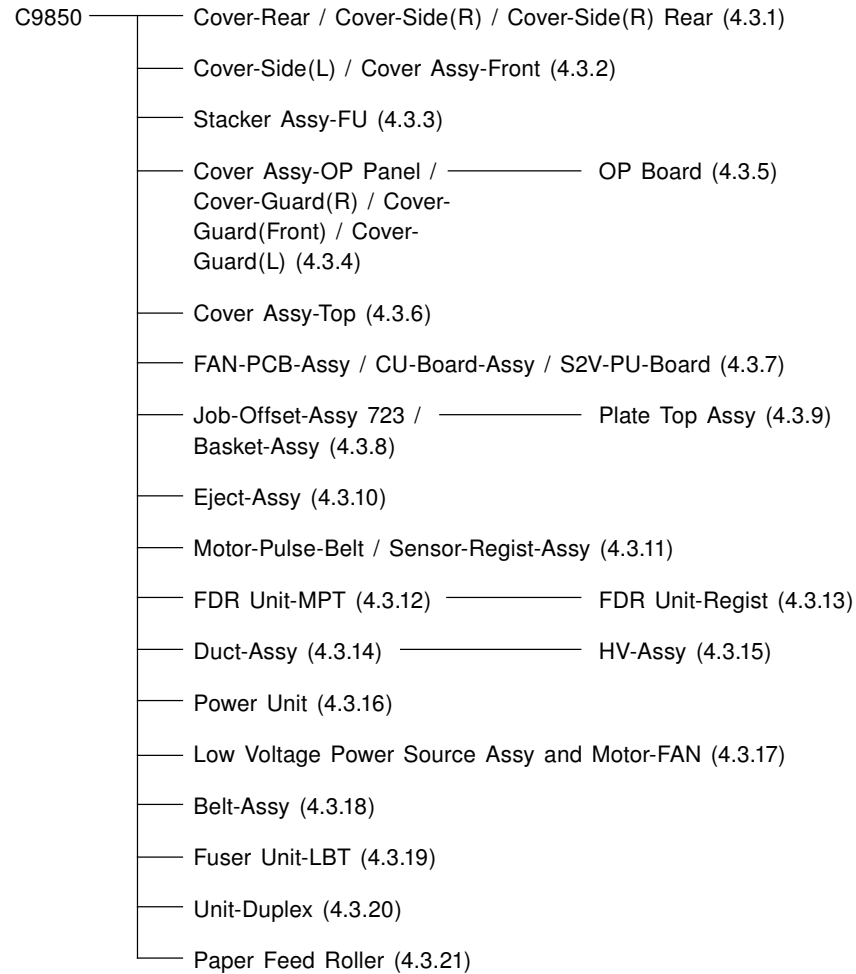 C9850 Cover-Rear / Cover-Side(R) / Cover-Side(R) Rear (4.3.1)
Cover-Side(L) / Cover Assy-Front (4.3.2)
Stacker Assy-FU (4.3.3)
Cover Assy-OP Panel / OP Board (4.3.5)
Cover-Guard(R) / Cover-
Guard(Front) / Cover-
Guard(L) (4.3.4)
Cover Assy-Top (4.3.6)
FAN-PCB-Assy / CU-Board-Assy / S2V-PU-Board (4.3.7)
Job-Offset-Assy 723 / Plate Top Assy (4.3.9)
Basket-Assy (4.3.8)
Eject-Assy (4.3.10)
Motor-Pulse-Belt / Sensor-Regist-Assy (4.3.11)
FDR Unit-MPT (4.3.12) FDR Unit-Regist (4.3.13)
Duct-Assy (4.3.14) HV-Assy (4.3.15)
Power Unit (4.3.16)
Low Voltage Power Source Assy and Motor-FAN (4.3.17)
Belt-Assy (4.3.18)
Fuser Unit-LBT (4.3.19)
Unit-Duplex (4.3.20)
Paper Feed Roller (4.3.21)